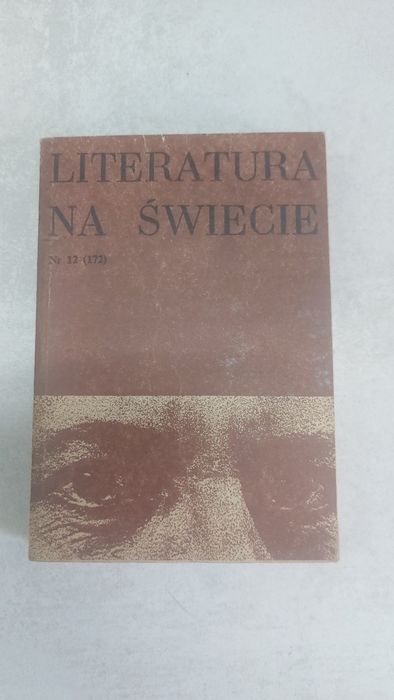 LITERATURA
NA ŚWIECIE
Nr 12 (172)